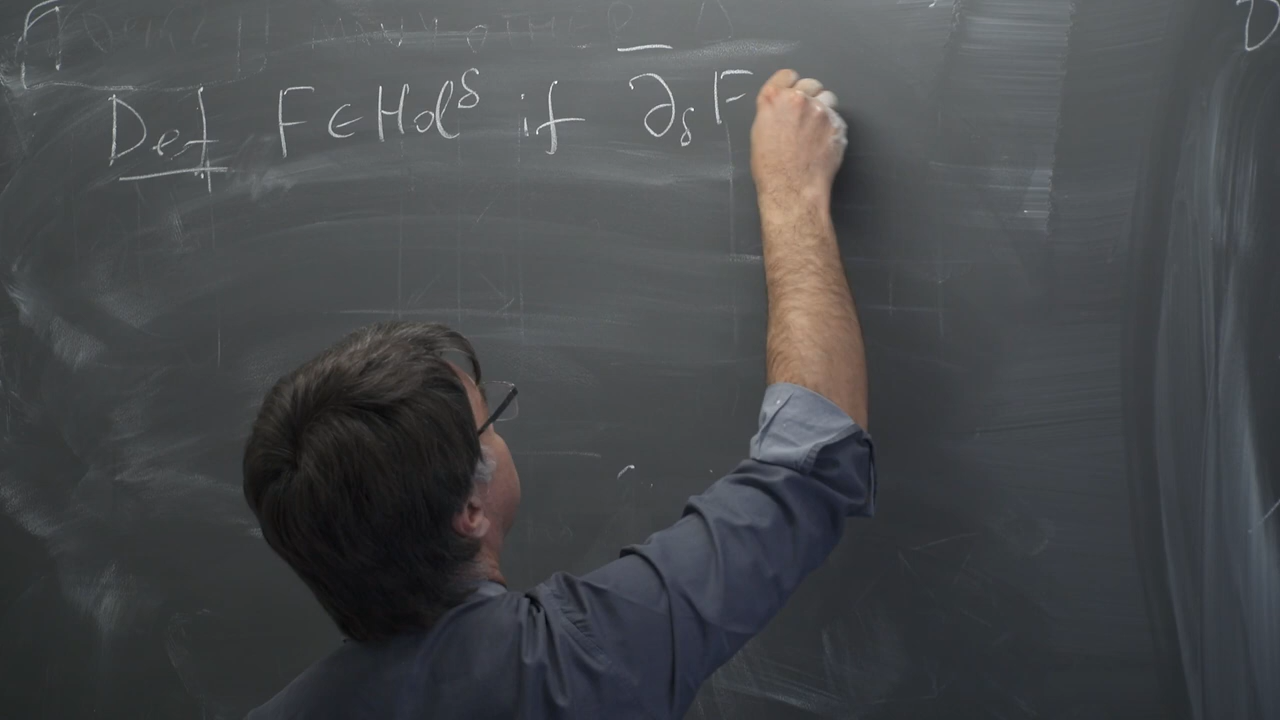 Def F ∈ Hol^δ if ∂̄_δ F